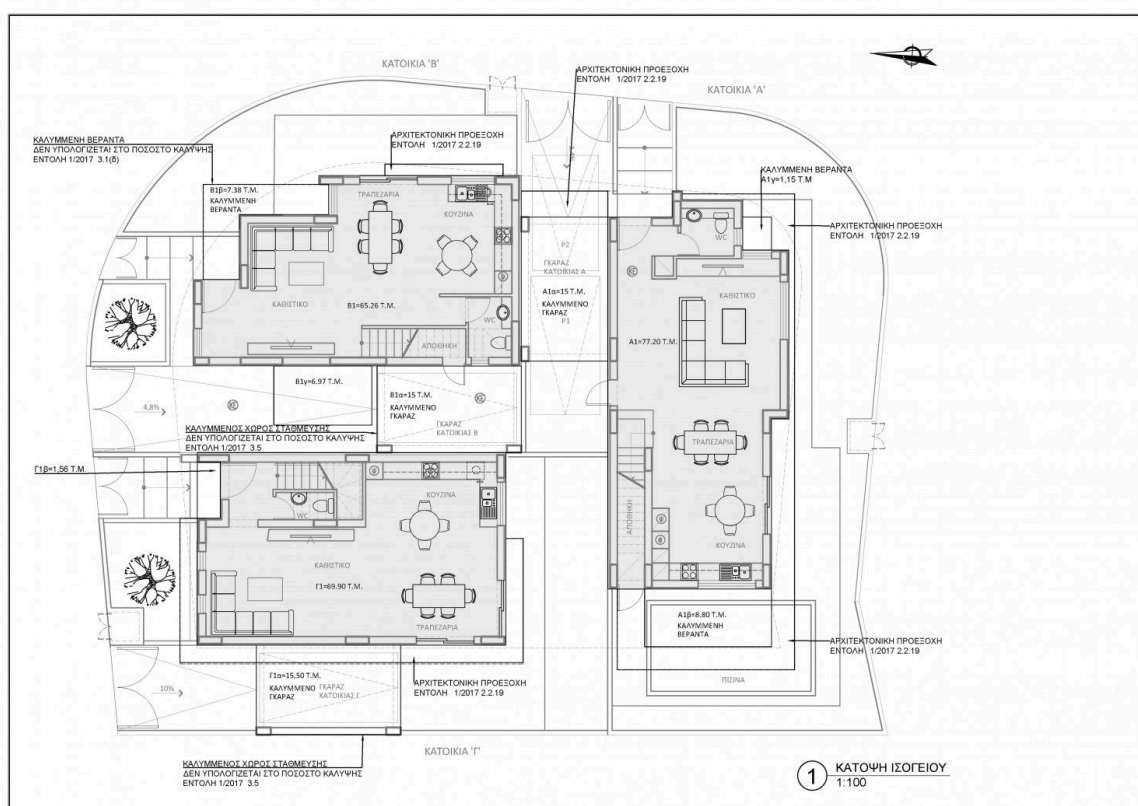 ΚΑΤΟΙΚΙΑ 'Β'
ΑΡΧΙΤΕΚΤΟΝΙΚΗ ΠΡΟΕΞΟΧΗ
ΕΝΤΟΛΗ 1/2017 2.2.19
ΚΑΤΟΙΚΙΑ 'Α'
ΚΑΛΥΜΜΕΝΗ ΒΕΡΑΝΤΑ
ΔΕΝ ΥΠΟΛΟΓΙΖΕΤΑΙ ΣΤΟ ΠΟΣΟΣΤΟ ΚΑΛΥΨΗΣ
ΕΝΤΟΛΗ 1/2017 3.1(δ)
ΑΡΧΙΤΕΚΤΟΝΙΚΗ ΠΡΟΕΞΟΧΗ
ΕΝΤΟΛΗ 1/2017 2.2.19
ΚΑΛΥΜΜΕΝΗ ΒΕΡΑΝΤΑ
Α1γ=1,15 Τ.Μ
Β1β=7.38 Τ.Μ.
ΚΑΛΥΜΜΕΝΗ
ΒΕΡΑΝΤΑ
ΤΡΑΠΕΖΑΡΙΑ
ΚΟΥΖΙΝΑ
WC
ΑΡΧΙΤΕΚΤΟΝΙΚΗ ΠΡΟΕΞΟΧΗ
ΕΝΤΟΛΗ 1/2017 2.2.19
P2
ΓΚΑΡΑΖ
ΚΑΤΟΙΚΙΑΣ Α
Α1α=15 Τ.Μ.
ΚΑΛΥΜΜΕΝΟ
ΓΚΑΡΑΖ
P1
ΚΑΘΙΣΤΙΚΟ
Β1=65.26 Τ.Μ.
ΚΑΘΙΣΤΙΚΟ
WC
ΑΠΟΘΗΚΗ
Α1=77.20 Τ.Μ.
Β1γ=6.97 Τ.Μ.
Β1α=15 Τ.Μ.
ΚΑΛΥΜΜΕΝΟ
ΓΚΑΡΑΖ
4,8%
ΓΚΑΡΑΖ
ΚΑΤΟΙΚΙΑΣ Β
ΚΑΛΥΜΜΕΝΟΣ ΧΩΡΟΣ ΣΤΑΘΜΕΥΣΗΣ
ΔΕΝ ΥΠΟΛΟΓΙΖΕΤΑΙ ΣΤΟ ΠΟΣΟΣΤΟ ΚΑΛΥΨΗΣ
ΕΝΤΟΛΗ 1/2017 3.5
ΤΡΑΠΕΖΑΡΙΑ
Γ1β=1,56 Τ.Μ.
ΚΟΥΖΙΝΑ
WC
ΑΠΟΘΗΚΗ
ΚΟΥΖΙΝΑ
ΚΑΘΙΣΤΙΚΟ
Γ1=69.90 Τ.Μ.
ΤΡΑΠΕΖΑΡΙΑ
Α1β=8.80 Τ.Μ.
ΚΑΛΥΜΜΕΝΗ
ΒΕΡΑΝΤΑ
ΑΡΧΙΤΕΚΤΟΝΙΚΗ ΠΡΟΕΞΟΧΗ
ΕΝΤΟΛΗ 1/2017 2.2.19
ΠΙΣΙΝΑ
Γ1α=15,50 Τ.Μ.
ΚΑΛΥΜΜΕΝΟ
ΓΚΑΡΑΖ
ΓΚΑΡΑΖ
ΚΑΤΟΙΚΙΑΣ Γ
10%
ΑΡΧΙΤΕΚΤΟΝΙΚΗ ΠΡΟΕΞΟΧΗ
ΕΝΤΟΛΗ 1/2017 2.2.19
ΚΑΤΟΙΚΙΑ 'Γ'
ΚΑΛΥΜΜΕΝΟΣ ΧΩΡΟΣ ΣΤΑΘΜΕΥΣΗΣ
ΔΕΝ ΥΠΟΛΟΓΙΖΕΤΑΙ ΣΤΟ ΠΟΣΟΣΤΟ ΚΑΛΥΨΗΣ
ΕΝΤΟΛΗ 1/2017 3.5
1
ΚΑΤΟΨΗ ΙΣΟΓΕΙΟΥ
1:100